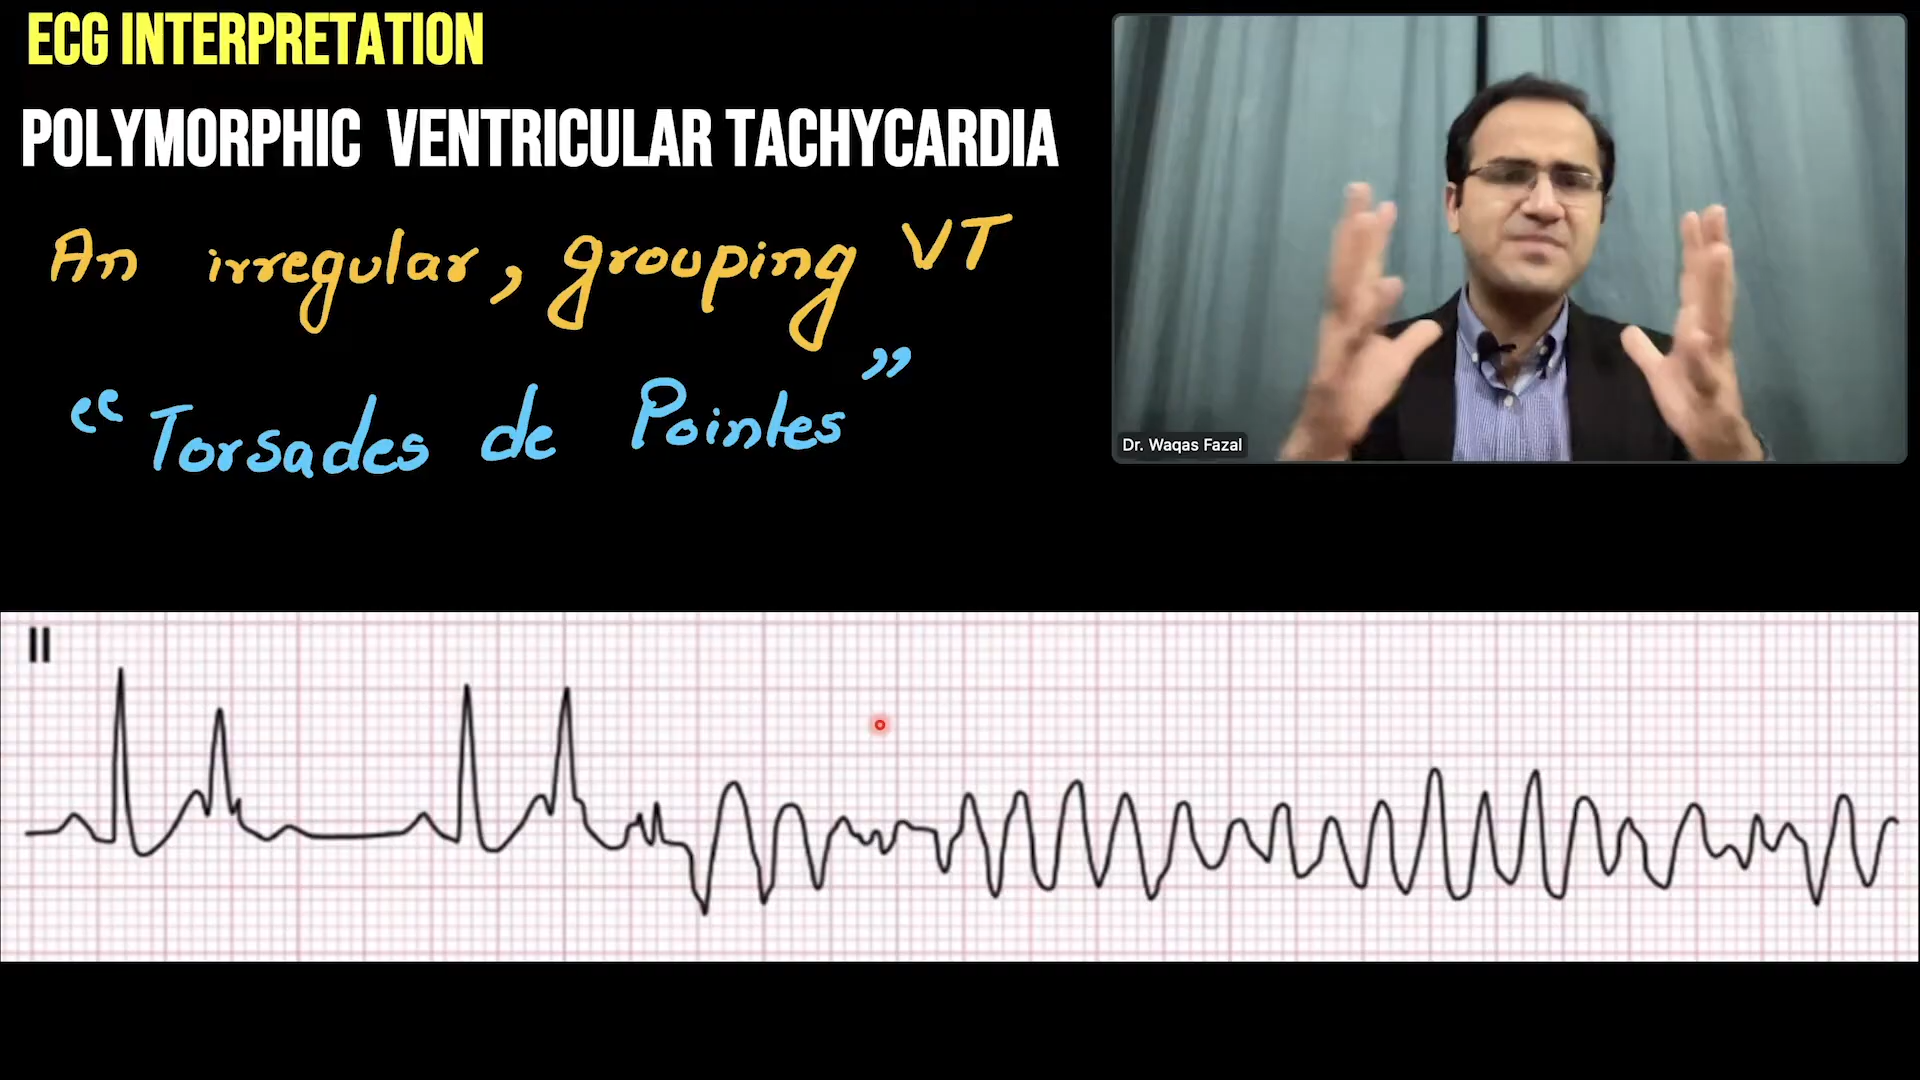 ECG INTERPRETATION
POLYMORPHIC VENTRICULAR TACHYCARDIA
An irregular, grouping VT
"Torsades de Pointes"
Dr. Waqas Fazal
II